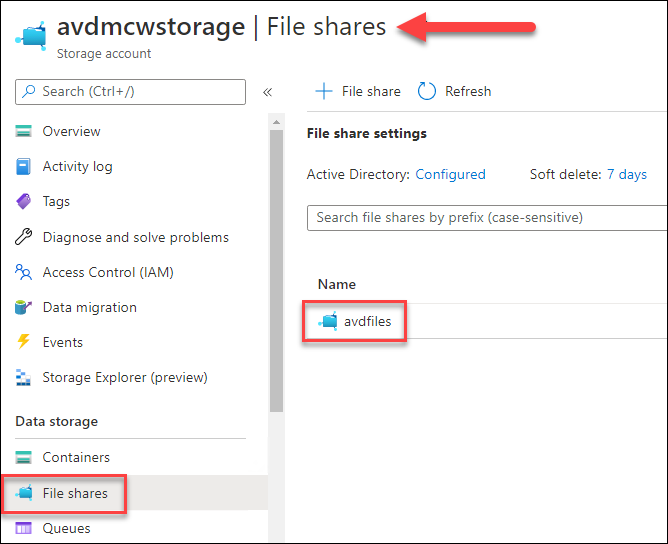 avdmcwstorage | File shares
Storage account
Search (Ctrl+/)
«
Overview
Activity log
Tags
Diagnose and solve problems
Access Control (IAM)
Data migration
Events
Storage Explorer (preview)
Data storage
Containers
File shares
Queues
+ File share
Refresh
File share settings
Active Directory: Configured Soft delete: 7 days
Search file shares by prefix (case-sensitive)
Name
avdfiles